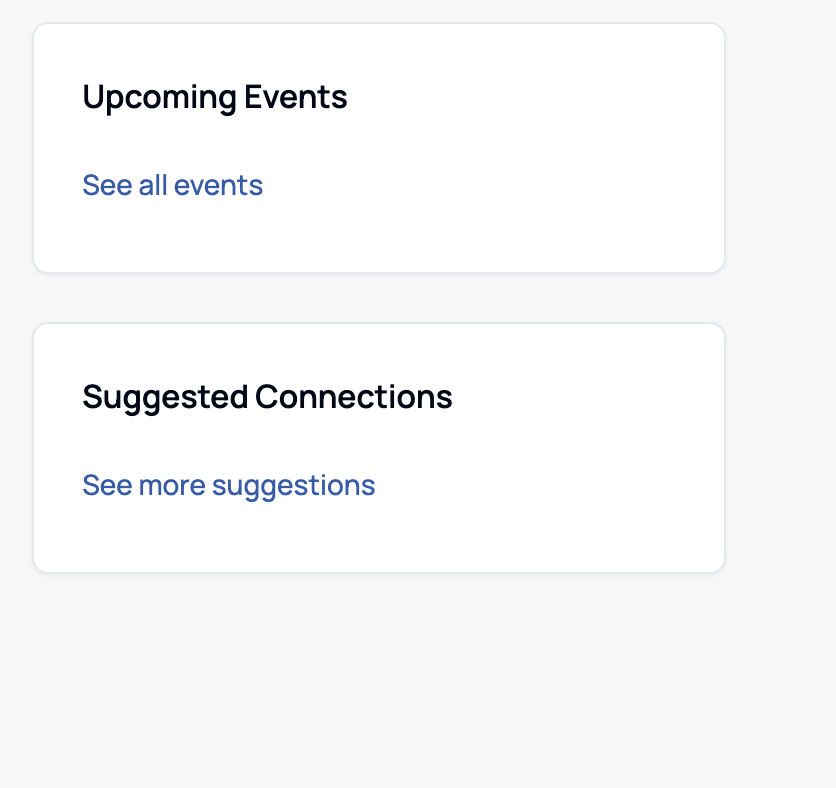 Upcoming Events
See all events
Suggested Connections
See more suggestions